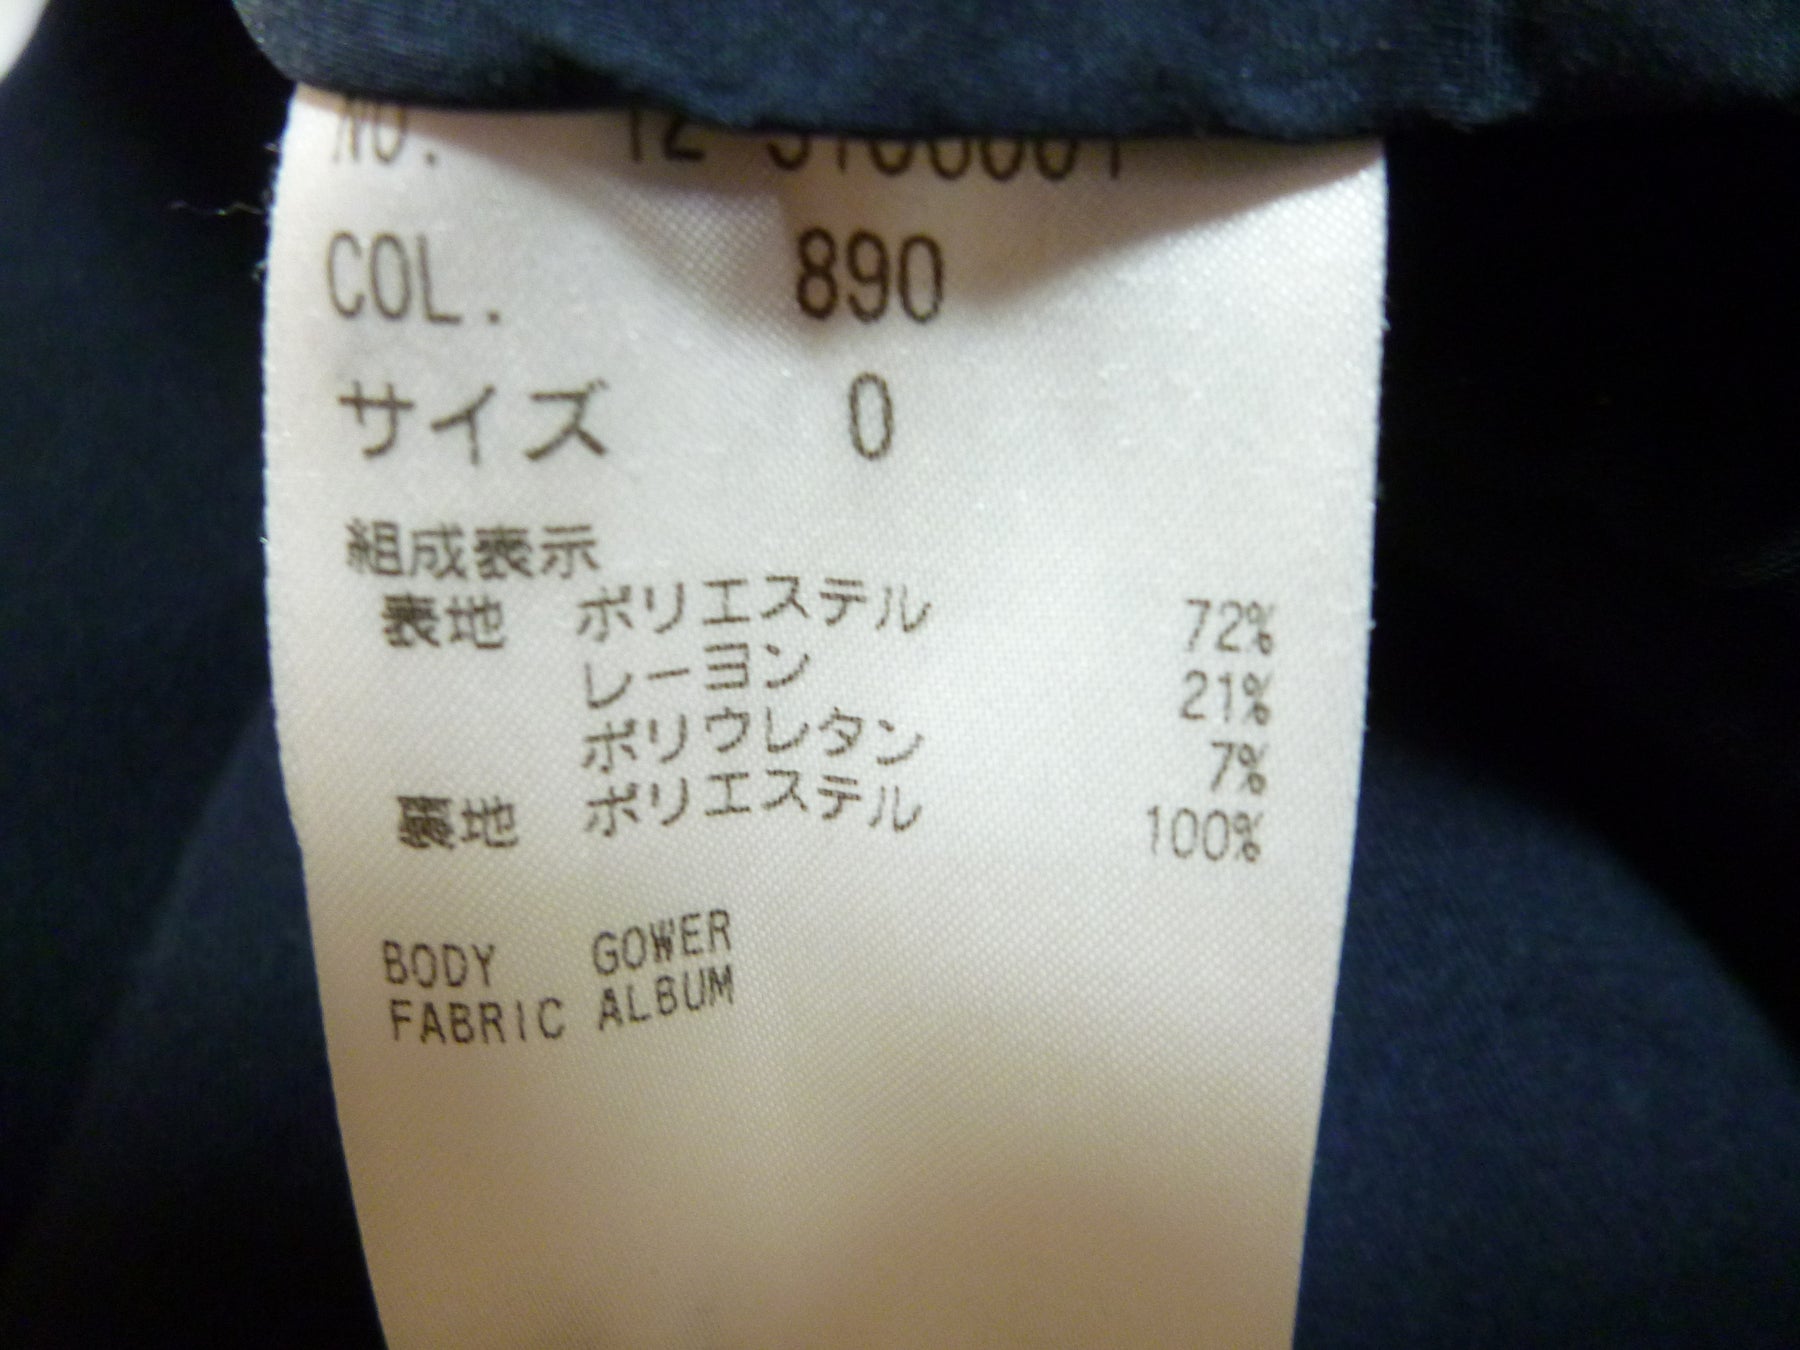 NO.
COL. 890
サイズ 0
組成表示
表地 ポリエステル 72%
レーヨン 21%
ポリウレタン 7%
裏地 ポリエステル 100%
BODY GOWER
FABRIC ALBUM